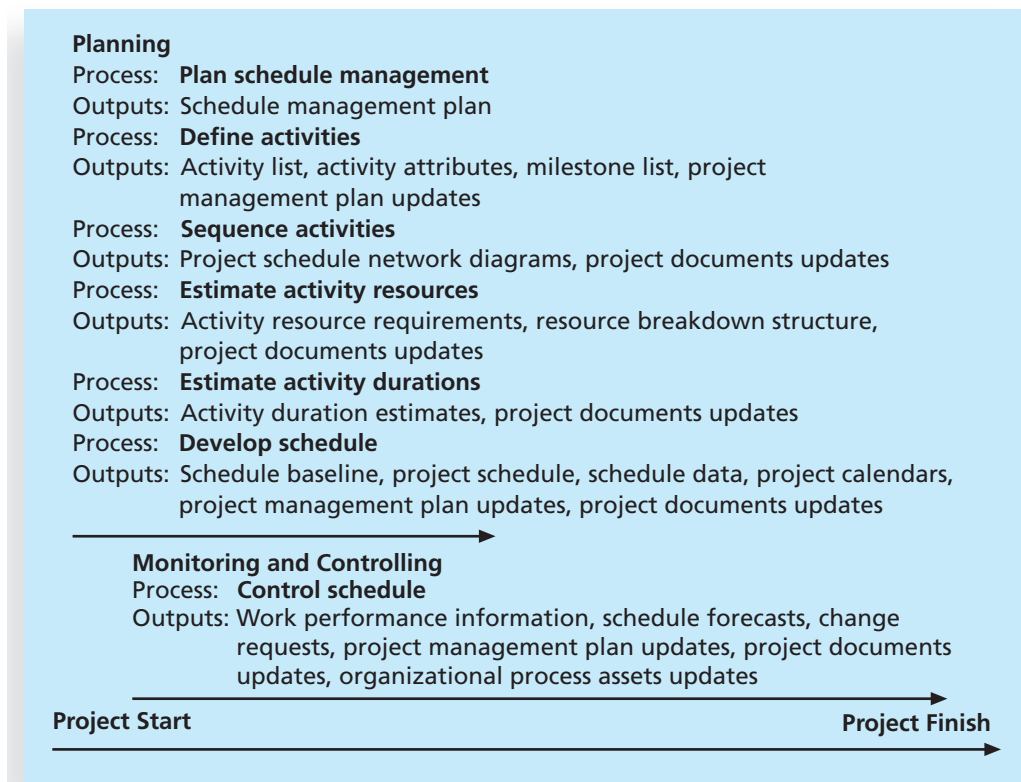 Planning
Process: Plan schedule management
Outputs: Schedule management plan
Process: Define activities
Outputs: Activity list, activity attributes, milestone list, project
management plan updates
Process: Sequence activities
Outputs: Project schedule network diagrams, project documents updates
Process: Estimate activity resources
Outputs: Activity resource requirements, resource breakdown structure,
project documents updates
Process: Estimate activity durations
Outputs: Activity duration estimates, project documents updates
Process: Develop schedule
Outputs: Schedule baseline, project schedule, schedule data, project calendars,
project management plan updates, project documents updates
Monitoring and Controlling
Process: Control schedule
Outputs: Work performance information, schedule forecasts, change
requests, project management plan updates, project documents
updates, organizational process assets updates
Project Start Project Finish